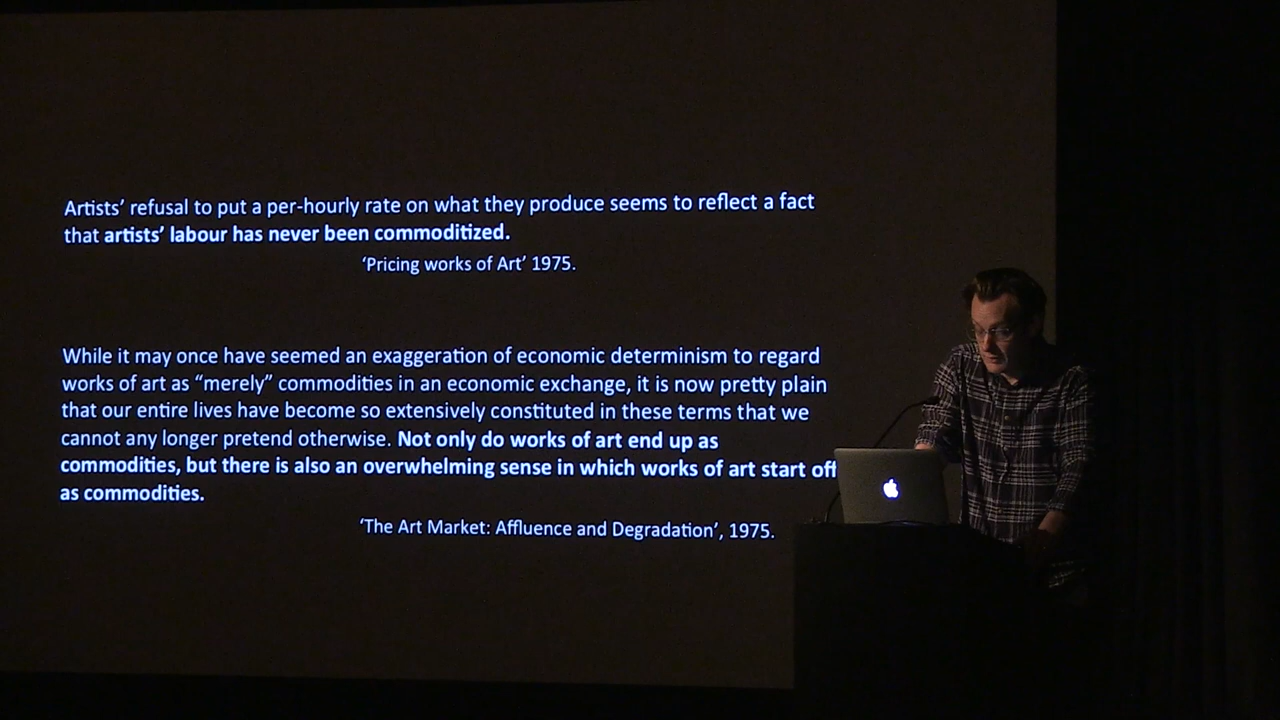 Artists’ refusal to put a per-hourly rate on what they produce seems to reflect a fact
that artists’ labour has never been commoditized.
‘Pricing works of Art’ 1975.
While it may once have seemed an exaggeration of economic determinism to regard
works of art as “merely” commodities in an economic exchange, it is now pretty plain
that our entire lives have become so extensively constituted in these terms that we
cannot any longer pretend otherwise. Not only do works of art end up as
commodities, but there is also an overwhelming sense in which works of art start off
as commodities.
‘The Art Market: Affluence and Degradation’, 1975.